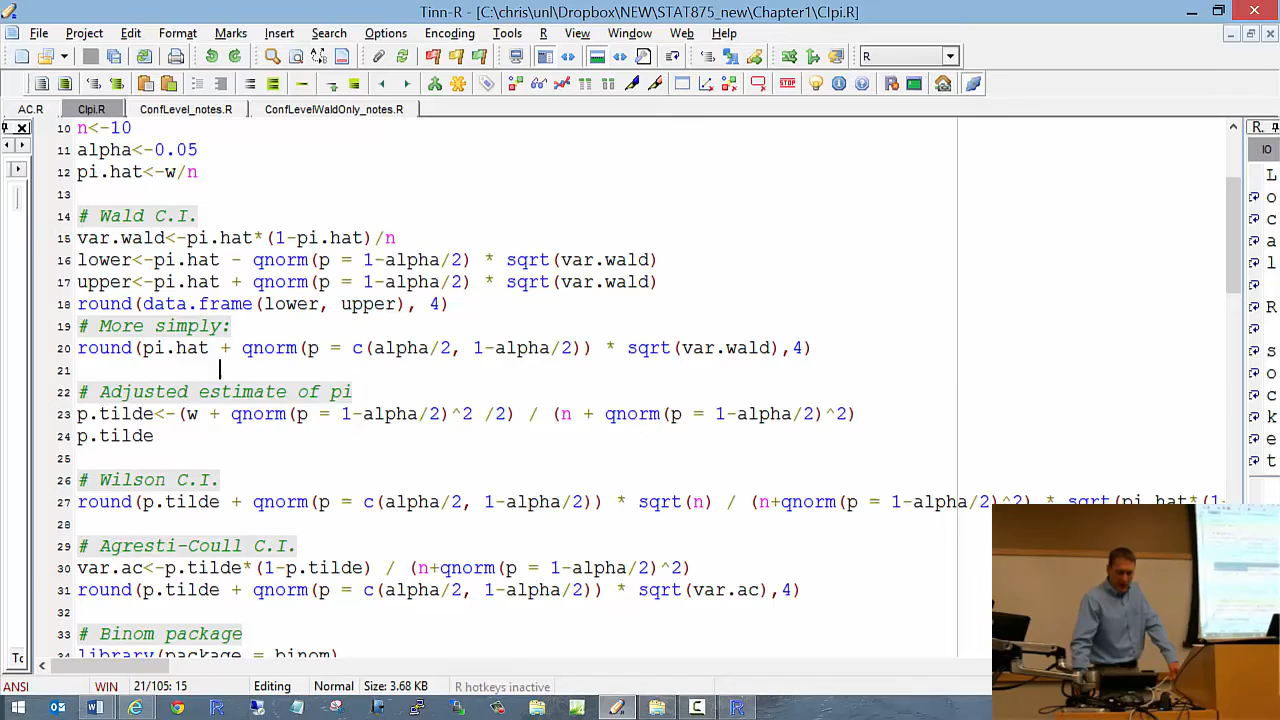 Tinn-R - [C:\chris\unl\Dropbox\NEW\STAT875_new\Chapter1\CIpi.R]
File Project Edit Format Marks Insert Search Options Encoding Tools R View Window Web Help
R
AC.R CIpi.R ConfLevel_notes.R ConfLevelWaldOnly_notes.R
10 n<-10
11 alpha<-0.05
12 pi.hat<-w/n
13
14 # Wald C.I.
15 var.wald<-pi.hat*(1-pi.hat)/n
16 lower<-pi.hat - qnorm(p = 1-alpha/2) * sqrt(var.wald)
17 upper<-pi.hat + qnorm(p = 1-alpha/2) * sqrt(var.wald)
18 round(data.frame(lower, upper), 4)
19 # More simply:
20 round(pi.hat + qnorm(p = c(alpha/2, 1-alpha/2)) * sqrt(var.wald),4)
21
22 # Adjusted estimate of pi
23 p.tilde<-(w + qnorm(p = 1-alpha/2)^2 /2) / (n + qnorm(p = 1-alpha/2)^2)
24 p.tilde
25
26 # Wilson C.I.
27 round(p.tilde + qnorm(p = c(alpha/2, 1-alpha/2)) * sqrt(n) / (n+qnorm(p = 1-alpha/2)^2) * sqrt(pi.hat*(1-
28
29 # Agresti-Coull C.I.
30 var.ac<-p.tilde*(1-p.tilde) / (n+qnorm(p = 1-alpha/2)^2)
31 round(p.tilde + qnorm(p = c(alpha/2, 1-alpha/2)) * sqrt(var.ac),4)
32
33 # Binom package
34 library(package = binom)
R.
IO
Local R socket
ANSI WIN 21/105: 15 Editing Normal Size: 3.68 KB R hotkeys inactive